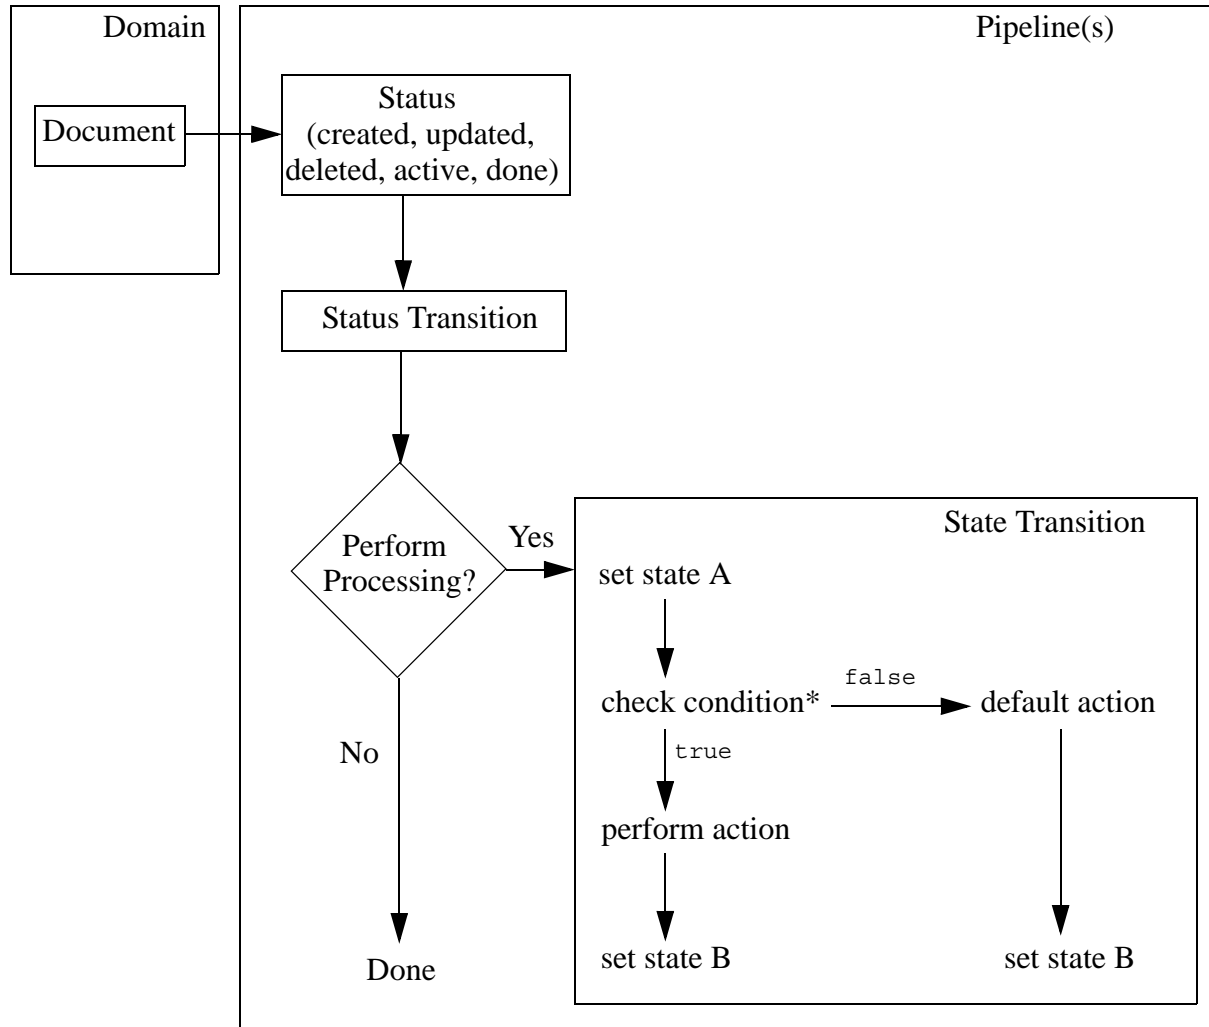 Domain
Pipeline(s)
Document
Status
(created, updated,
deleted, active, done)
Status Transition
Perform
Processing?
Yes
No
Done
State Transition
set state A
check condition*
false
default action
true
perform action
set state B
set state B